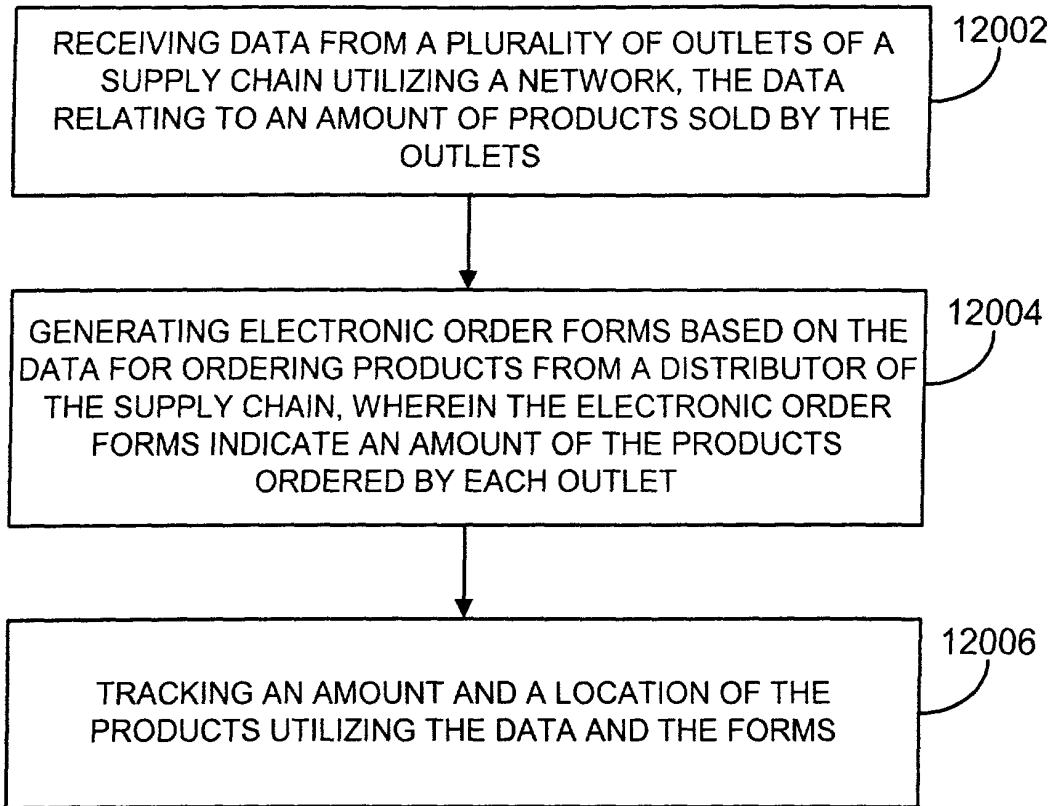 RECEIVING DATA FROM A PLURALITY OF OUTLETS OF A
SUPPLY CHAIN UTILIZING A NETWORK, THE DATA
RELATING TO AN AMOUNT OF PRODUCTS SOLD BY THE
OUTLETS
12002
GENERATING ELECTRONIC ORDER FORMS BASED ON THE
DATA FOR ORDERING PRODUCTS FROM A DISTRIBUTOR OF
THE SUPPLY CHAIN, WHEREIN THE ELECTRONIC ORDER
FORMS INDICATE AN AMOUNT OF THE PRODUCTS
ORDERED BY EACH OUTLET
12004
TRACKING AN AMOUNT AND A LOCATION OF THE
PRODUCTS UTILIZING THE DATA AND THE FORMS
12006